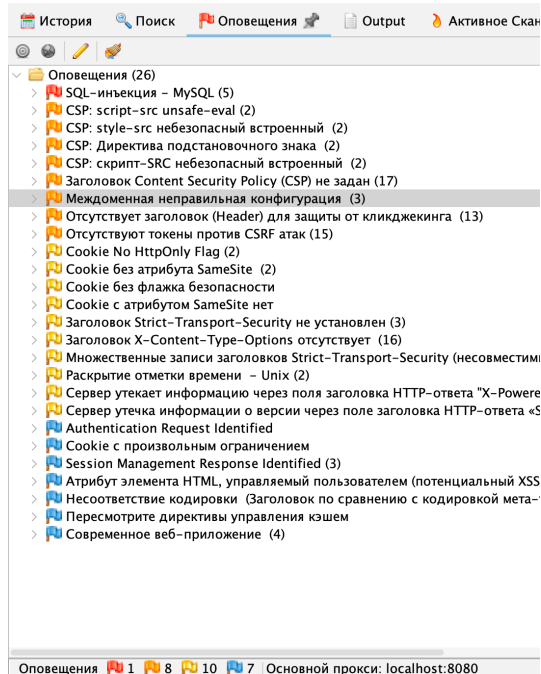 История Поиск Оповещения Output Активное Скан
Оповещения (26)
SQL-инъекция - MySQL (5)
CSP: script-src unsafe-eval (2)
CSP: style-src небезопасный встроенный (2)
CSP: Директива подстановочного знака (2)
CSP: скрипт-SRC небезопасный встроенный (2)
Заголовок Content Security Policy (CSP) не задан (17)
Междоменная неправильная конфигурация (3)
Отсутствует заголовок (Header) для защиты от кликджекинга (13)
Отсутствуют токены против CSRF атак (15)
Cookie No HttpOnly Flag (2)
Cookie без атрибута SameSite (2)
Cookie без флажка безопасности
Cookie с атрибутом SameSite нет
Заголовок Strict-Transport-Security не установлен (3)
Заголовок X-Content-Type-Options отсутствует (16)
Множественные записи заголовков Strict-Transport-Security (несовместим
Раскрытие отметки времени - Unix (2)
Сервер утекает информацию через поля заголовка HTTP-ответа "X-Powere
Сервер утечка информации о версии через поле заголовка HTTP-ответа «S
Authentication Request Identified
Cookie с произвольным ограничением
Session Management Response Identified (3)
Атрибут элемента HTML, управляемый пользователем (потенциальный XSS
Несоответствие кодировки (Заголовок по сравнению с кодировкой мета-
Пересмотрите директивы управления кэшем
Современное веб-приложение (4)
Оповещения 1 8 10 7 Основной прокси: localhost:8080